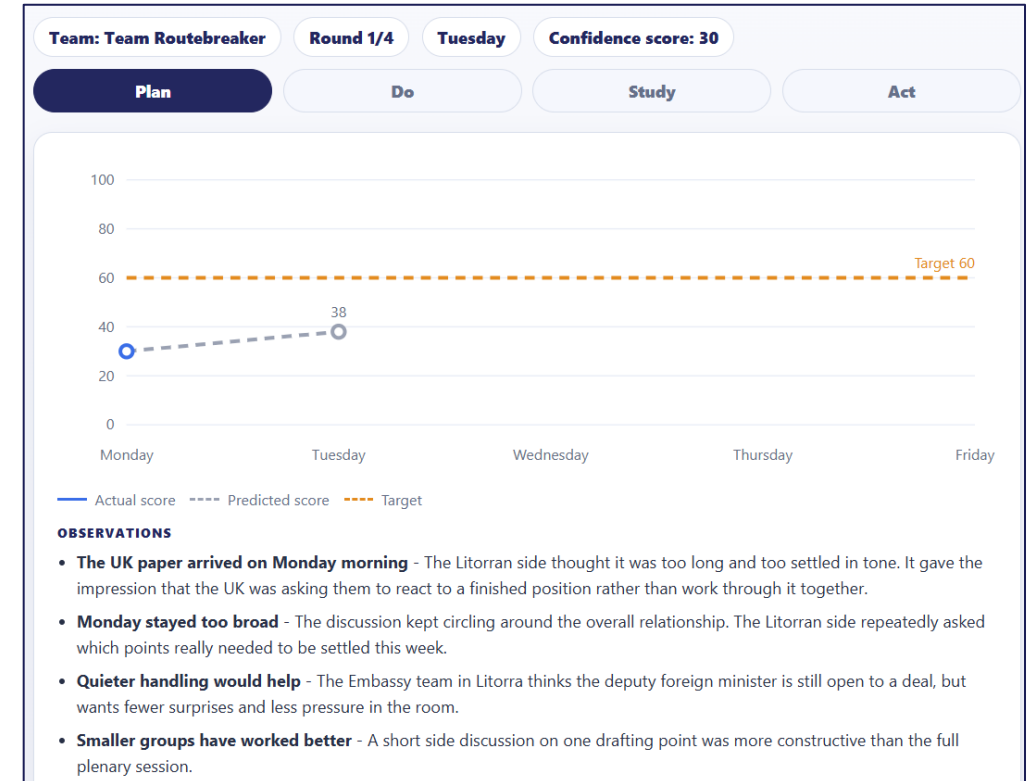 Team: Team Routebreaker
Round 1/4
Tuesday
Confidence score: 30
Plan
Do
Study
Act
100
80
60
40
20
0
Target 60
38
Monday
Tuesday
Wednesday
Thursday
Friday
Actual score
Predicted score
Target
OBSERVATIONS
• The UK paper arrived on Monday morning - The Litorran side thought it was too long and too settled in tone. It gave the
impression that the UK was asking them to react to a finished position rather than work through it together.
• Monday stayed too broad - The discussion kept circling around the overall relationship. The Litorran side repeatedly asked
which points really needed to be settled this week.
• Quieter handling would help - The Embassy team in Litorra thinks the deputy foreign minister is still open to a deal, but
wants fewer surprises and less pressure in the room.
• Smaller groups have worked better - A short side discussion on one drafting point was more constructive than the full
plenary session.